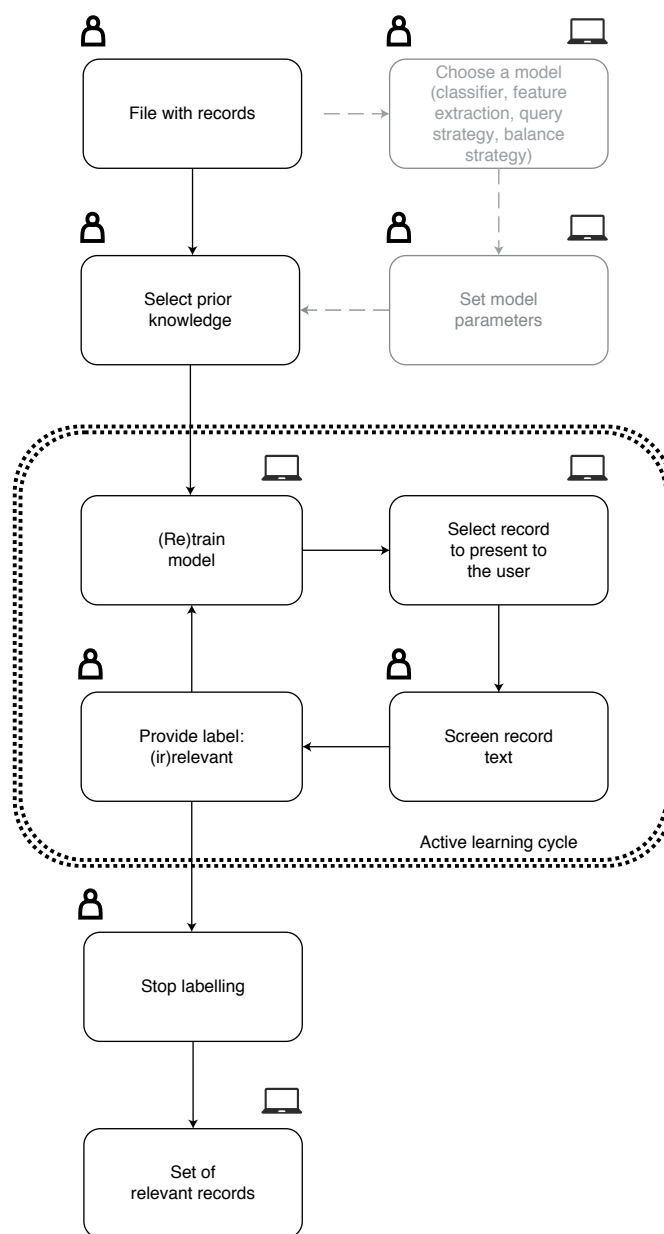 File with records
Choose a model
(classifier, feature
extraction, query
strategy, balance
strategy)
Select prior
knowledge
Set model
parameters
(Re)train
model
Select record
to present to
the user
Provide label:
(ir)relevant
Screen record
text
Active learning cycle
Stop labelling
Set of
relevant records